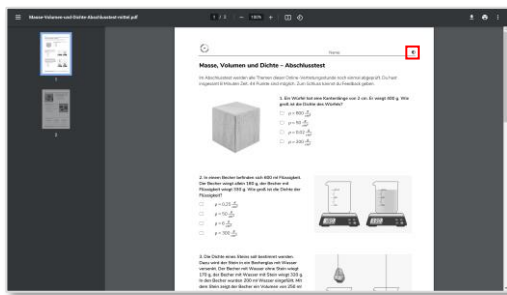 Masse-Volumen-und-Dichte-Abschlusstest-mittel.pdf
1 / 3
100%
1
2
Name:
Masse, Volumen und Dichte – Abschlusstest
Im Abschlusstest werden alle Themen dieser Online-Vorbereitungsstunde noch einmal abgeprüft. Du hast
insgesamt Minuten Zeit. Punkte sind möglich. Zum Schluss kannst du Feedback geben.
1. Ein Würfel hat eine Kantenlänge von 2 cm. Er wiegt 400 g. Wie
groß ist die Dichte des Würfels?
2. In einem Becher befinden sich 600 ml Flüssigkeit.
Der Becher wiegt allein 180 g, der Becher mit
Flüssigkeit wiegt 330 g. Wie groß ist die Dichte der
Flüssigkeit?
3. Die Dichte eines Steins soll bestimmt werden.
Dazu wird der Stein in ein Becherglas mit Wasser
versenkt. Der Becher mit Wasser ohne Stein wiegt
170 g, der Becher mit Wasser mit Stein wiegt 320 g.
In den Becher wurden 200 ml Wasser eingefüllt. Mit
dem Stein zeigt der Becher ein Volumen von 250 ml